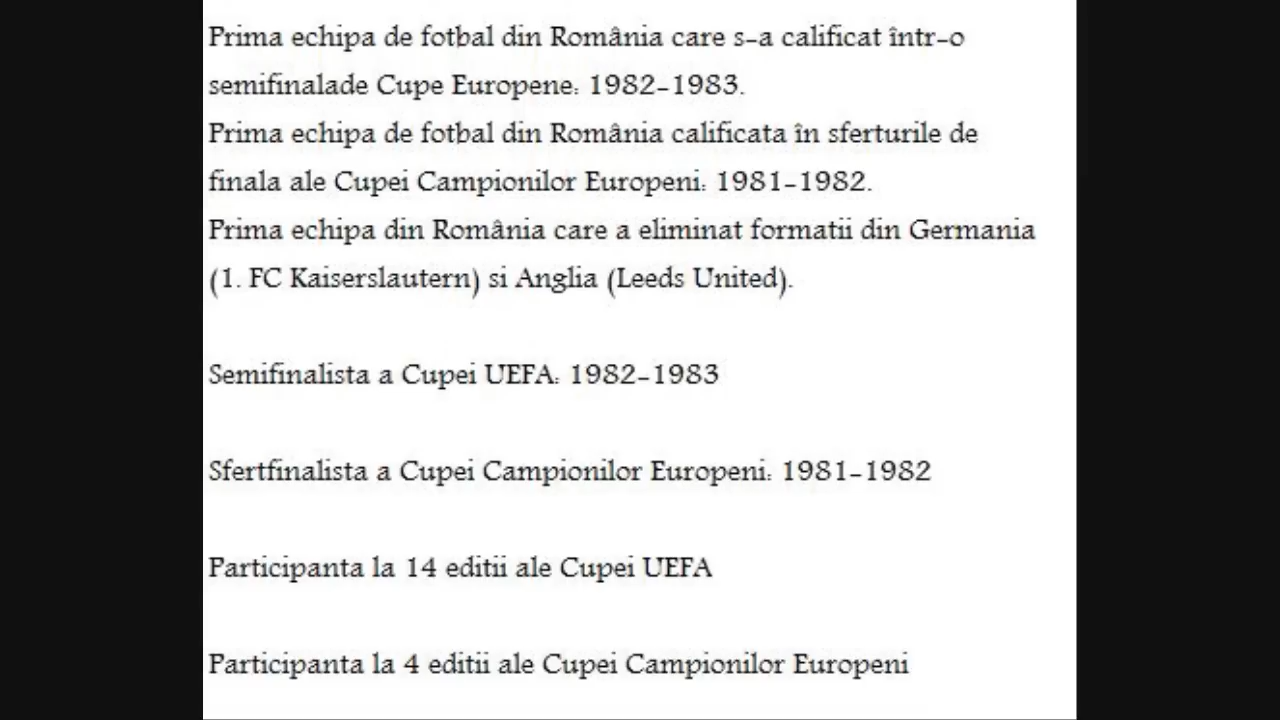 Prima echipa de fotbal din România care s-a calificat într-o
semifinalade Cupe Europene: 1982-1983.
Prima echipa de fotbal din România calificata în sferturile de
finala ale Cupei Campionilor Europeni: 1981-1982.
Prima echipa din România care a eliminat formatii din Germania
(1. FC Kaiserslautern) si Anglia (Leeds United).
Semifinalista a Cupei UEFA: 1982-1983
Sfertfinalista a Cupei Campionilor Europeni: 1981-1982
Participanta la 14 editii ale Cupei UEFA
Participanta la 4 editii ale Cupei Campionilor Europeni